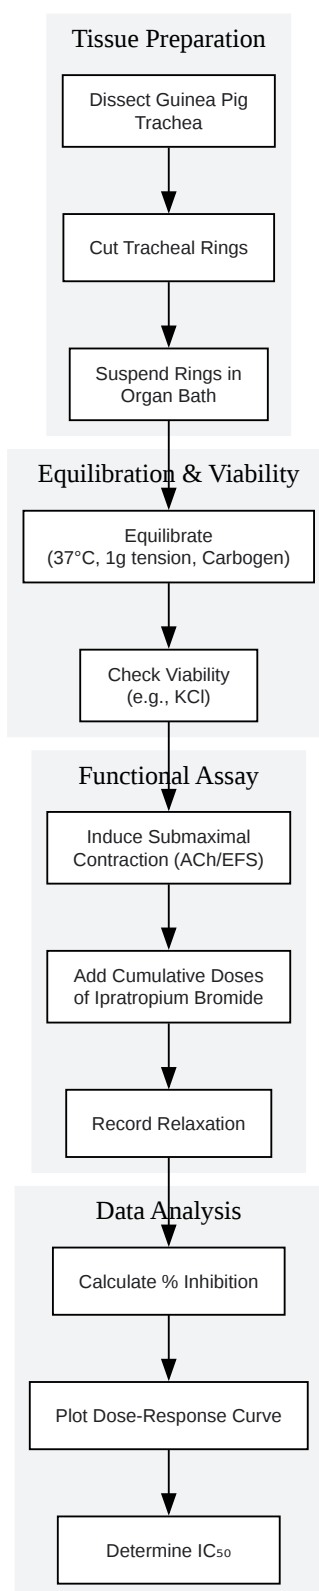 Tissue Preparation
Dissect Guinea Pig
Trachea
Cut Tracheal Rings
Suspend Rings in
Organ Bath
Equilibration & Viability
Equilibrate
(37°C, 1g tension, Carbogen)
Check Viability
(e.g., KCl)
Functional Assay
Induce Submaximal
Contraction (ACh/EFS)
Add Cumulative Doses
of Ipratropium Bromide
Record Relaxation
Data Analysis
Calculate % Inhibition
Plot Dose-Response Curve
Determine IC₅₀